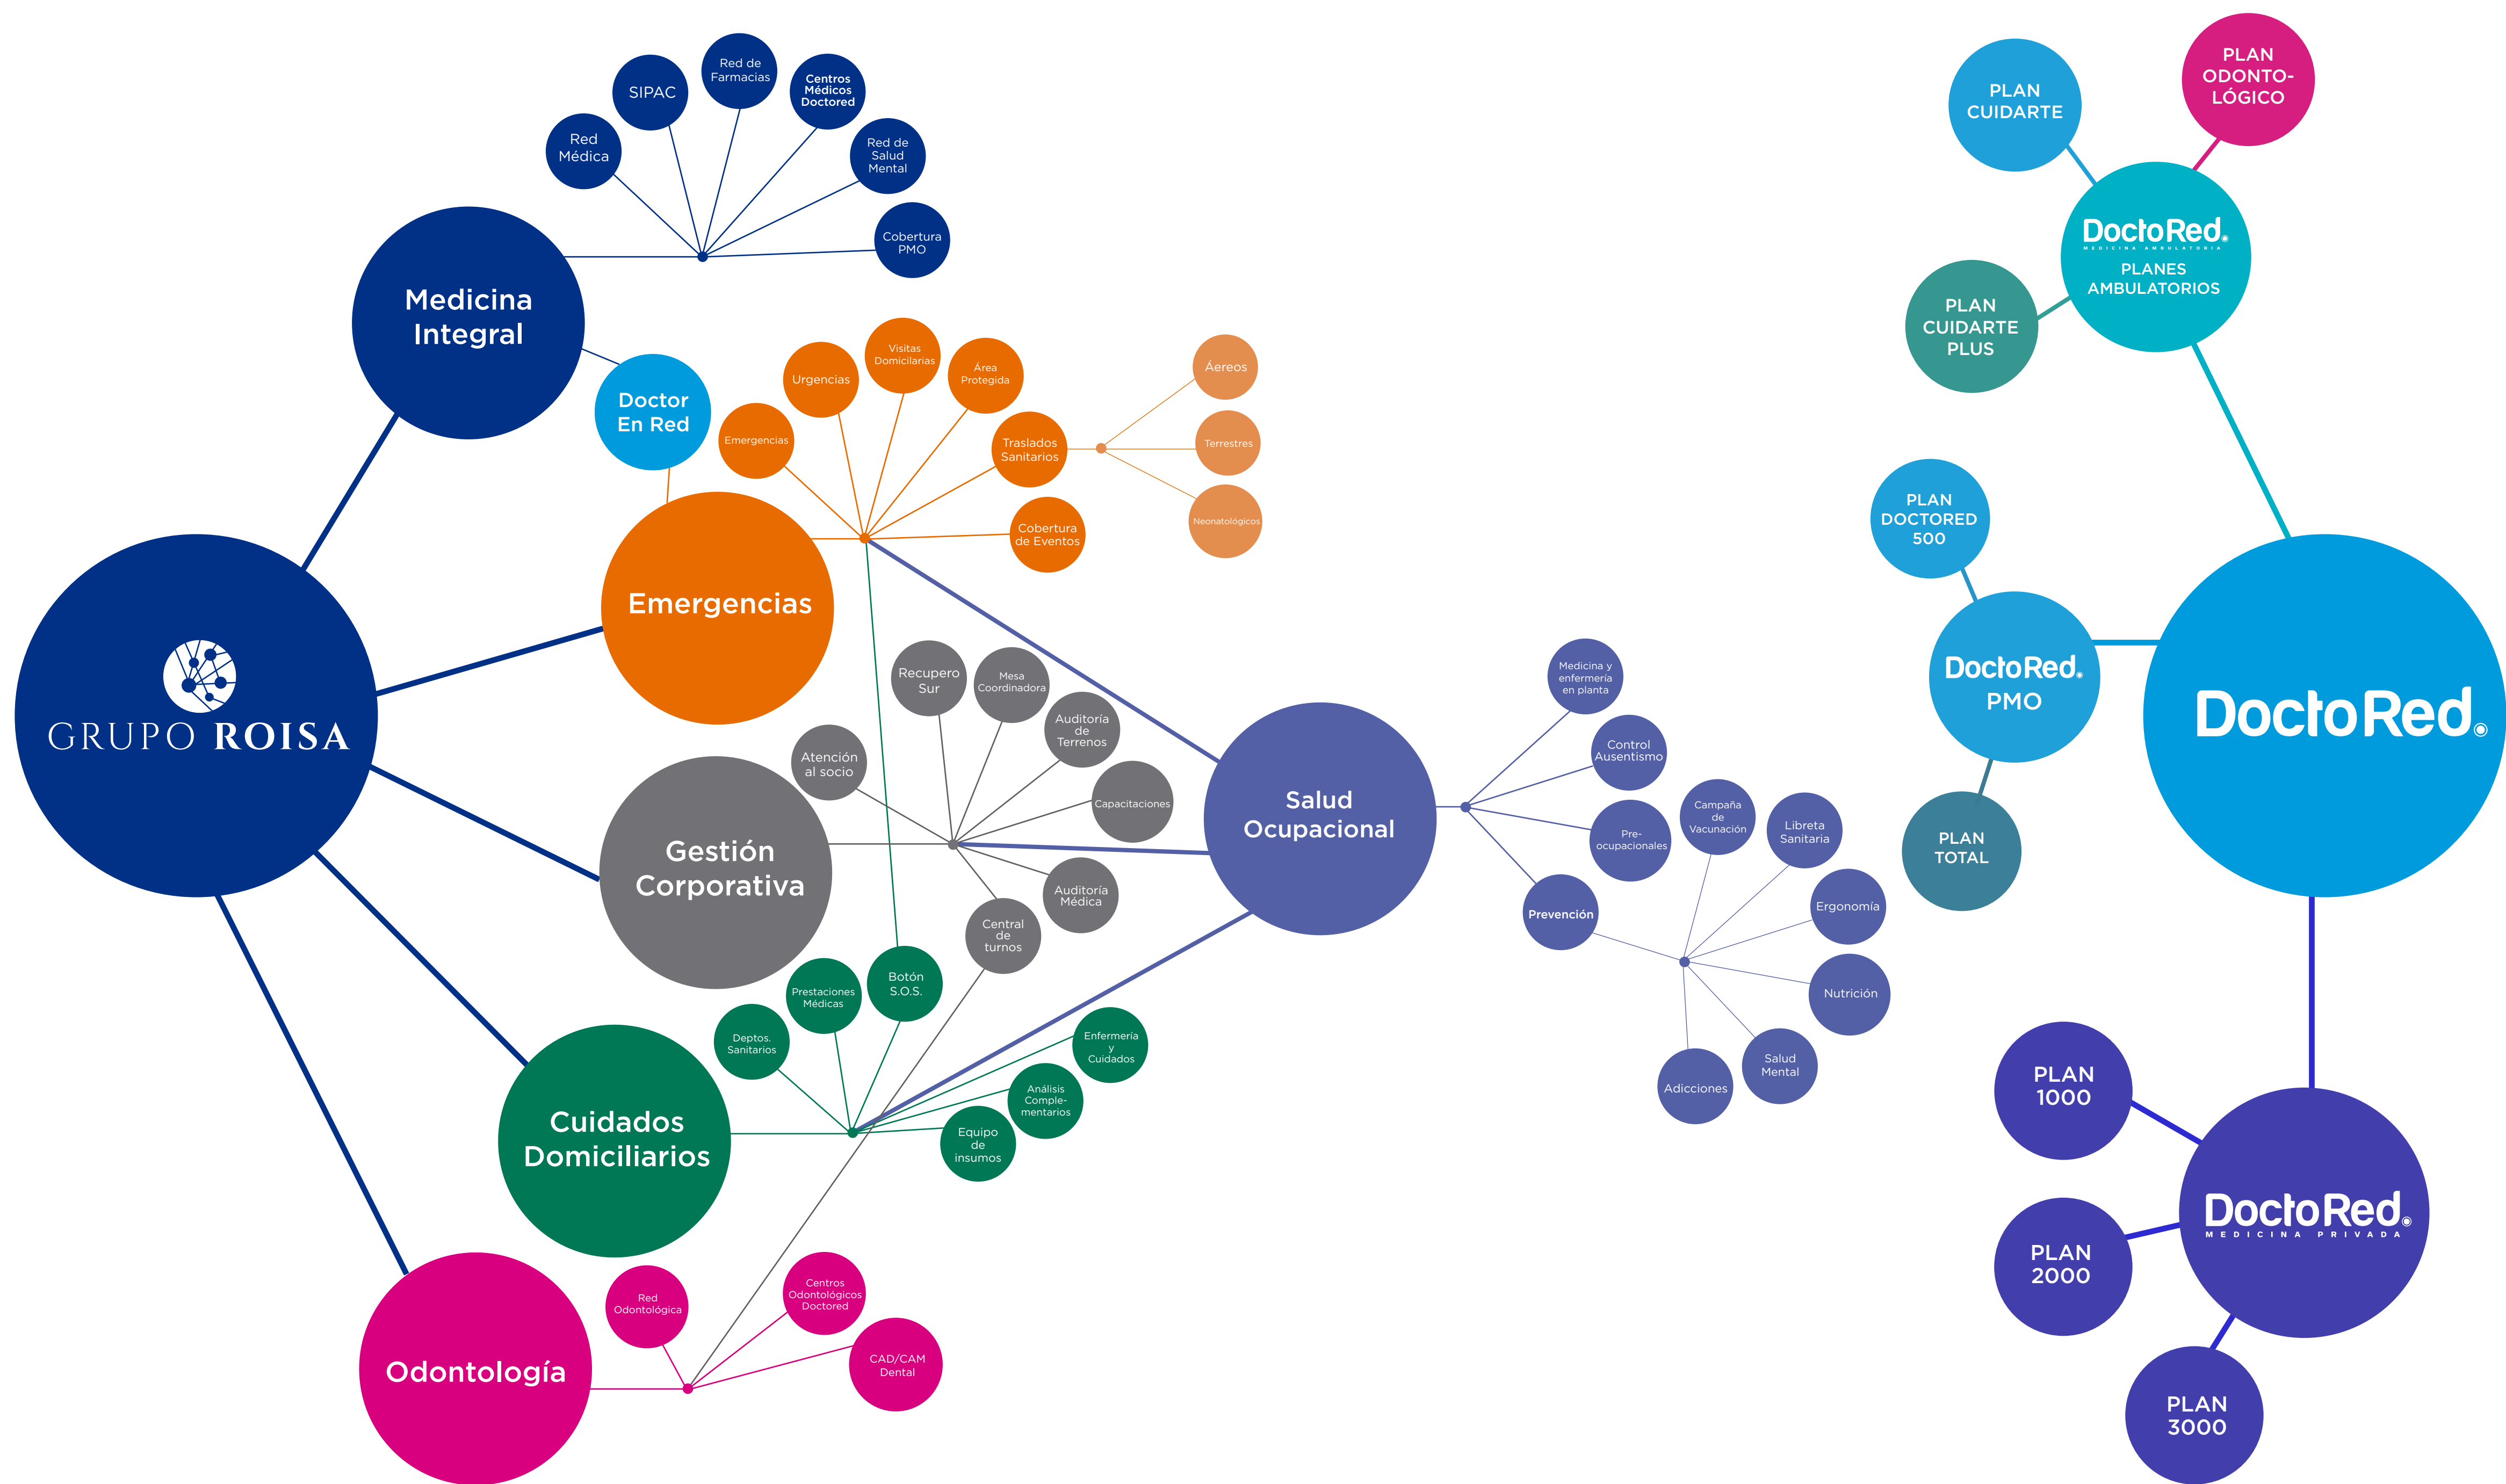 Red
Médica
SIPAC
Red de
Farmacias
Centros
Médicos
Doctored
Red de
Salud
Mental
Cobertura
PMO
Medicina
Integral
Doctor
En Red
Emergencias
Urgencias
Visitas
Domicilarias
Área
Protegida
Traslados
Sanitarios
Cobertura
de Eventos
Áereos
Terrestres
Neonatológicos
Emergencias
GRUPO ROISA
Recupero
Sur
Mesa
Coordinadora
Auditoría
de
Terrenos
Atención
al socio
Capacitaciones
Auditoría
Médica
Central
de
turnos
Gestión
Corporativa
Salud
Ocupacional
Medicina y
enfermería
en planta
Control
Ausentismo
Pre-
ocupacionales
Prevención
Campaña
de
Vacunación
Libreta
Sanitaria
Ergonomía
Nutrición
Salud
Mental
Adicciones
Deptos.
Sanitarios
Prestaciones
Médicas
Botón
S.O.S.
Enfermería
y
Cuidados
Análisis
Comple-
mentarios
Equipo
de
insumos
Cuidados
Domiciliarios
Red
Odontológica
Centros
Odontológicos
Doctored
CAD/CAM
Dental
Odontología
PLAN
CUIDARTE
PLAN
ODONTO-
LÓGICO
DoctoRed
MEDICINA AMBULATORIA
PLANES
AMBULATORIOS
PLAN
CUIDARTE
PLUS
PLAN
DOCTORED
500
DoctoRed
PMO
PLAN
TOTAL
DoctoRed
PLAN
1000
PLAN
2000
DoctoRed
MEDICINA PRIVADA
PLAN
3000